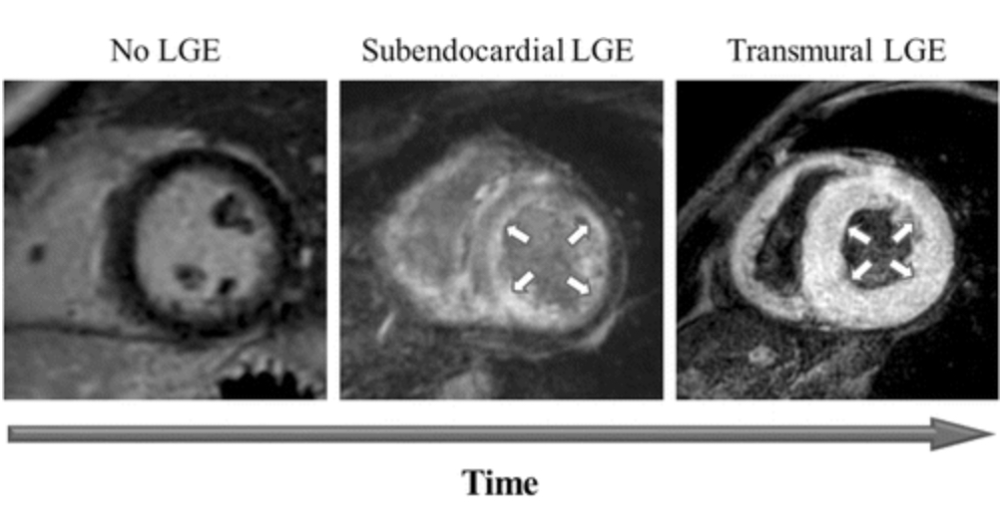 No LGE
Subendocardial LGE
Transmural LGE
Time